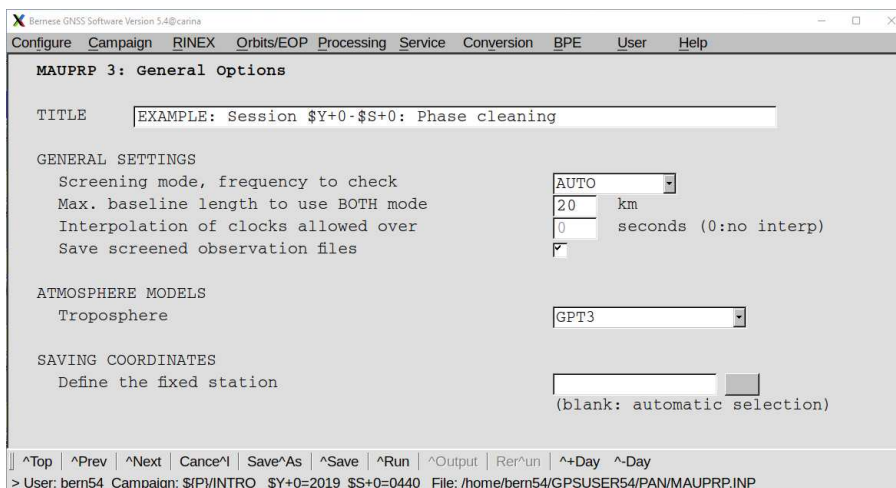 Bernese GNSS Software Version 5.4@carina
Configure Campaign RINEX Orbits/EOP Processing Service Conversion BPE User Help
MAUPRP 3: General Options
TITLE EXAMPLE: Session $Y+0-$S+0: Phase cleaning
GENERAL SETTINGS
Screening mode, frequency to check AUTO
Max. baseline length to use BOTH mode 20 km
Interpolation of clocks allowed over 0 seconds (0:no interp)
Save screened observation files
ATMOSPHERE MODELS
Troposphere GPT3
SAVING COORDINATES
Define the fixed station
(blank: automatic selection)
^Top | ^Prev | ^Next | Cance^l | Save^As | ^Save | ^Run | ^Output | Rer^un | ^+Day ^-Day
> User: bern54 Campaign: ${P}/INTRO $Y+0=2019 $S+0=0440 File: /home/bern54/GPSUSER54/PAN/MAUPRP.INP